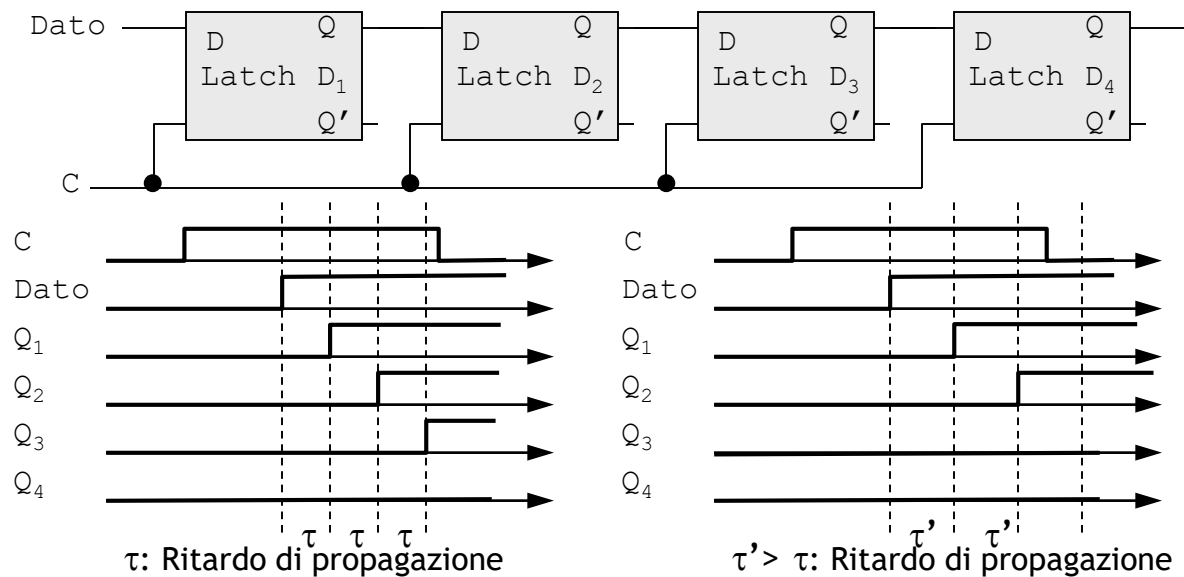 Dato D Q D Q D Q D Q
Latch D₁ Latch D₂ Latch D₃ Latch D₄
Q' Q' Q' Q'
C
C
Dato
Q₁
Q₂
Q₃
Q₄
τ τ τ
τ: Ritardo di propagazione
C
Dato
Q₁
Q₂
Q₃
Q₄
τ' τ'
τ'> τ: Ritardo di propagazione